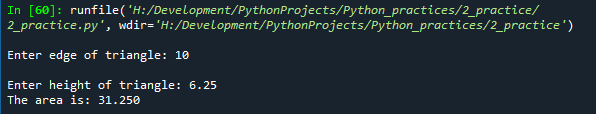 In [60]: runfile('H:/Development/PythonProjects/Python_practices/2_practice/
2_practice.py', wdir='H:/Development/PythonProjects/Python_practices/2_practice')
Enter edge of triangle: 10
Enter height of triangle: 6.25
The area is: 31.250